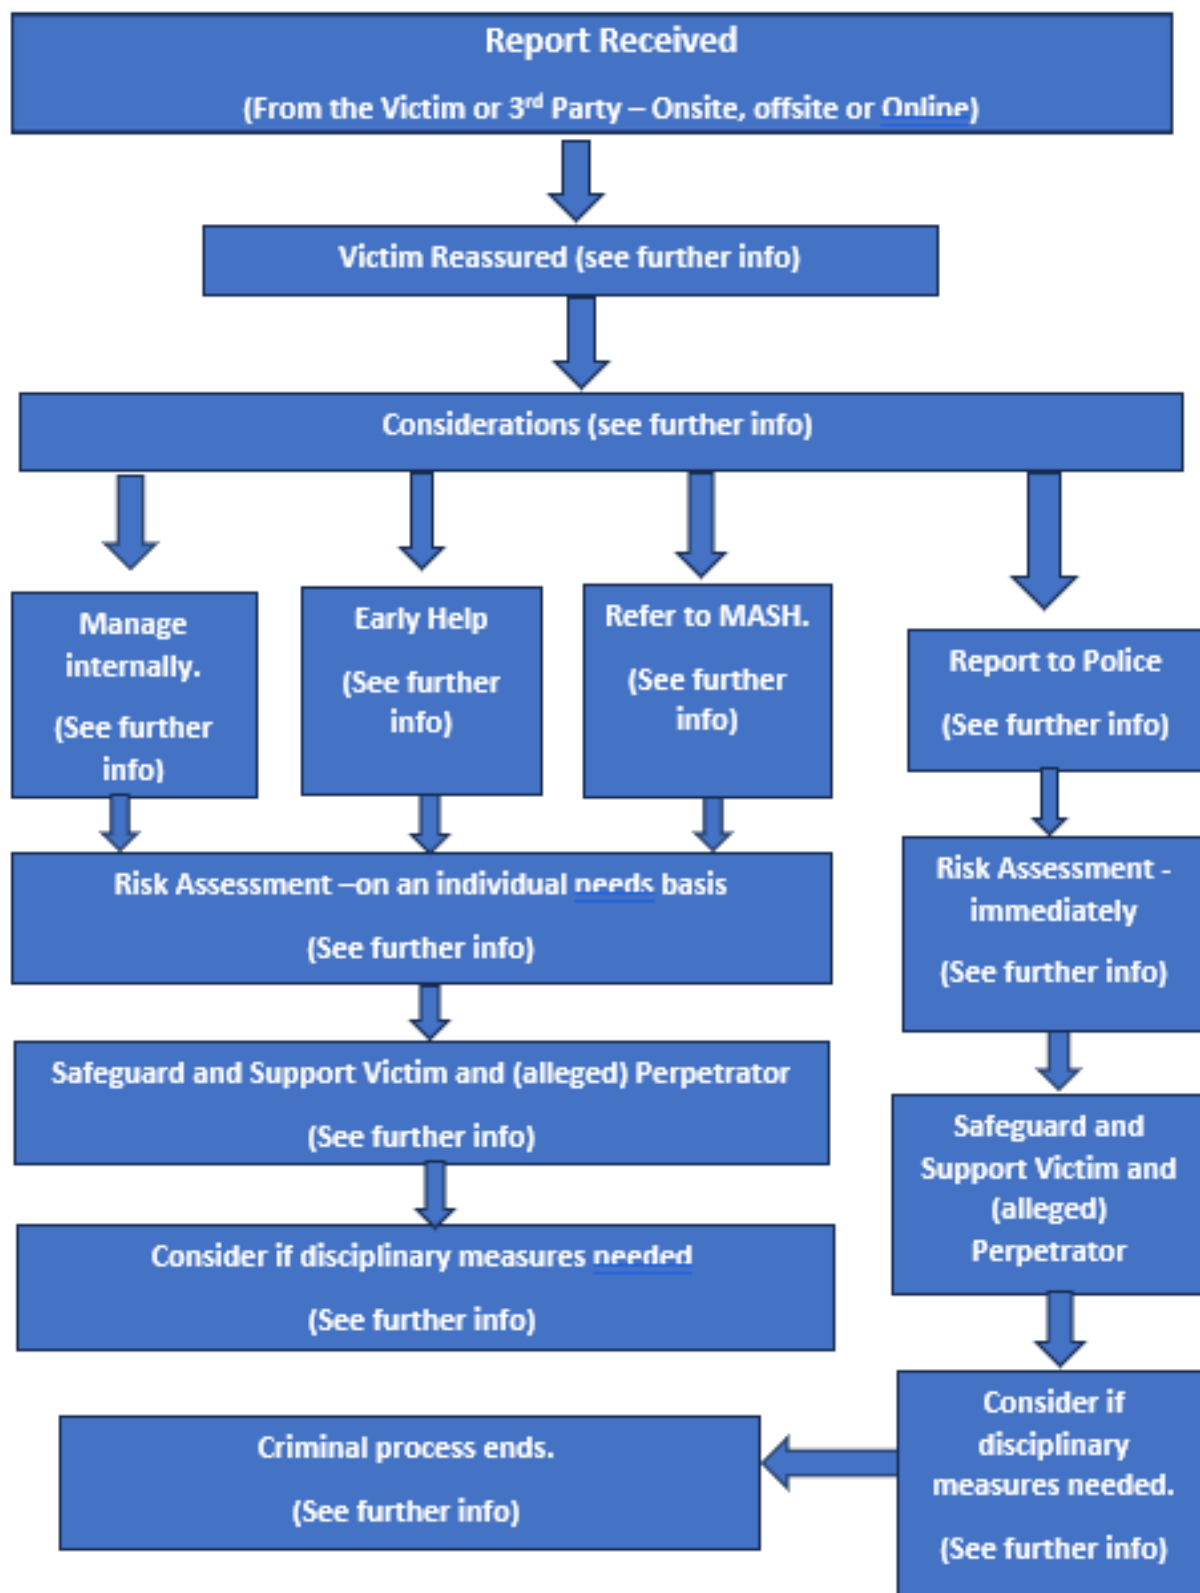 Report Received
(From the Victim or 3rd Party – Onsite, offsite or Online)
Victim Reassured (see further info)
Considerations (see further info)
Manage
internally.
(See further
info)
Early Help
(See further
info)
Refer to MASH.
(See further
info)
Report to Police
(See further info)
Risk Assessment –on an individual needs basis
(See further info)
Risk Assessment -
immediately
(See further info)
Safeguard and Support Victim and (alleged) Perpetrator
(See further info)
Safeguard and
Support Victim and
(alleged)
Perpetrator
Consider if disciplinary measures needed
(See further info)
Consider if
disciplinary
measures needed.
(See further info)
Criminal process ends.
(See further info)